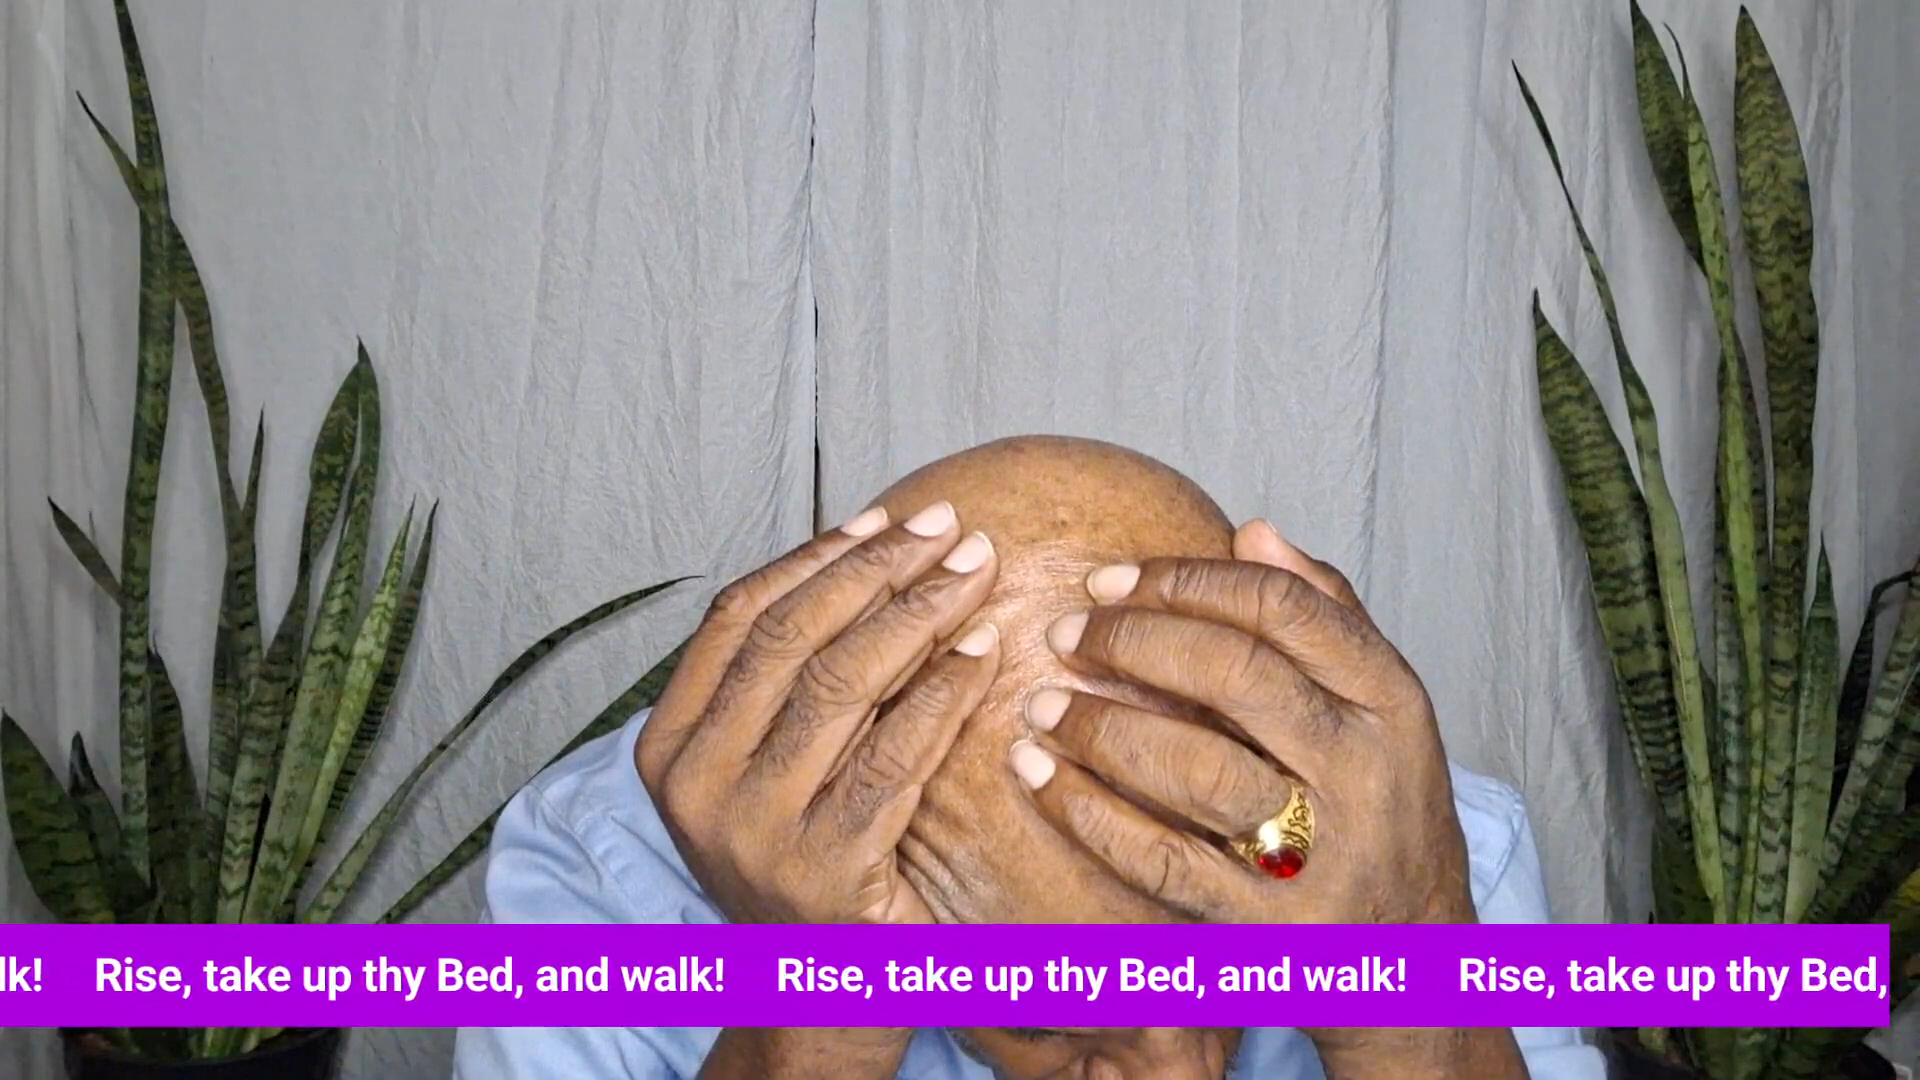 lk! Rise, take up thy Bed, and walk! Rise, take up thy Bed, and walk! Rise, take up thy Bed,